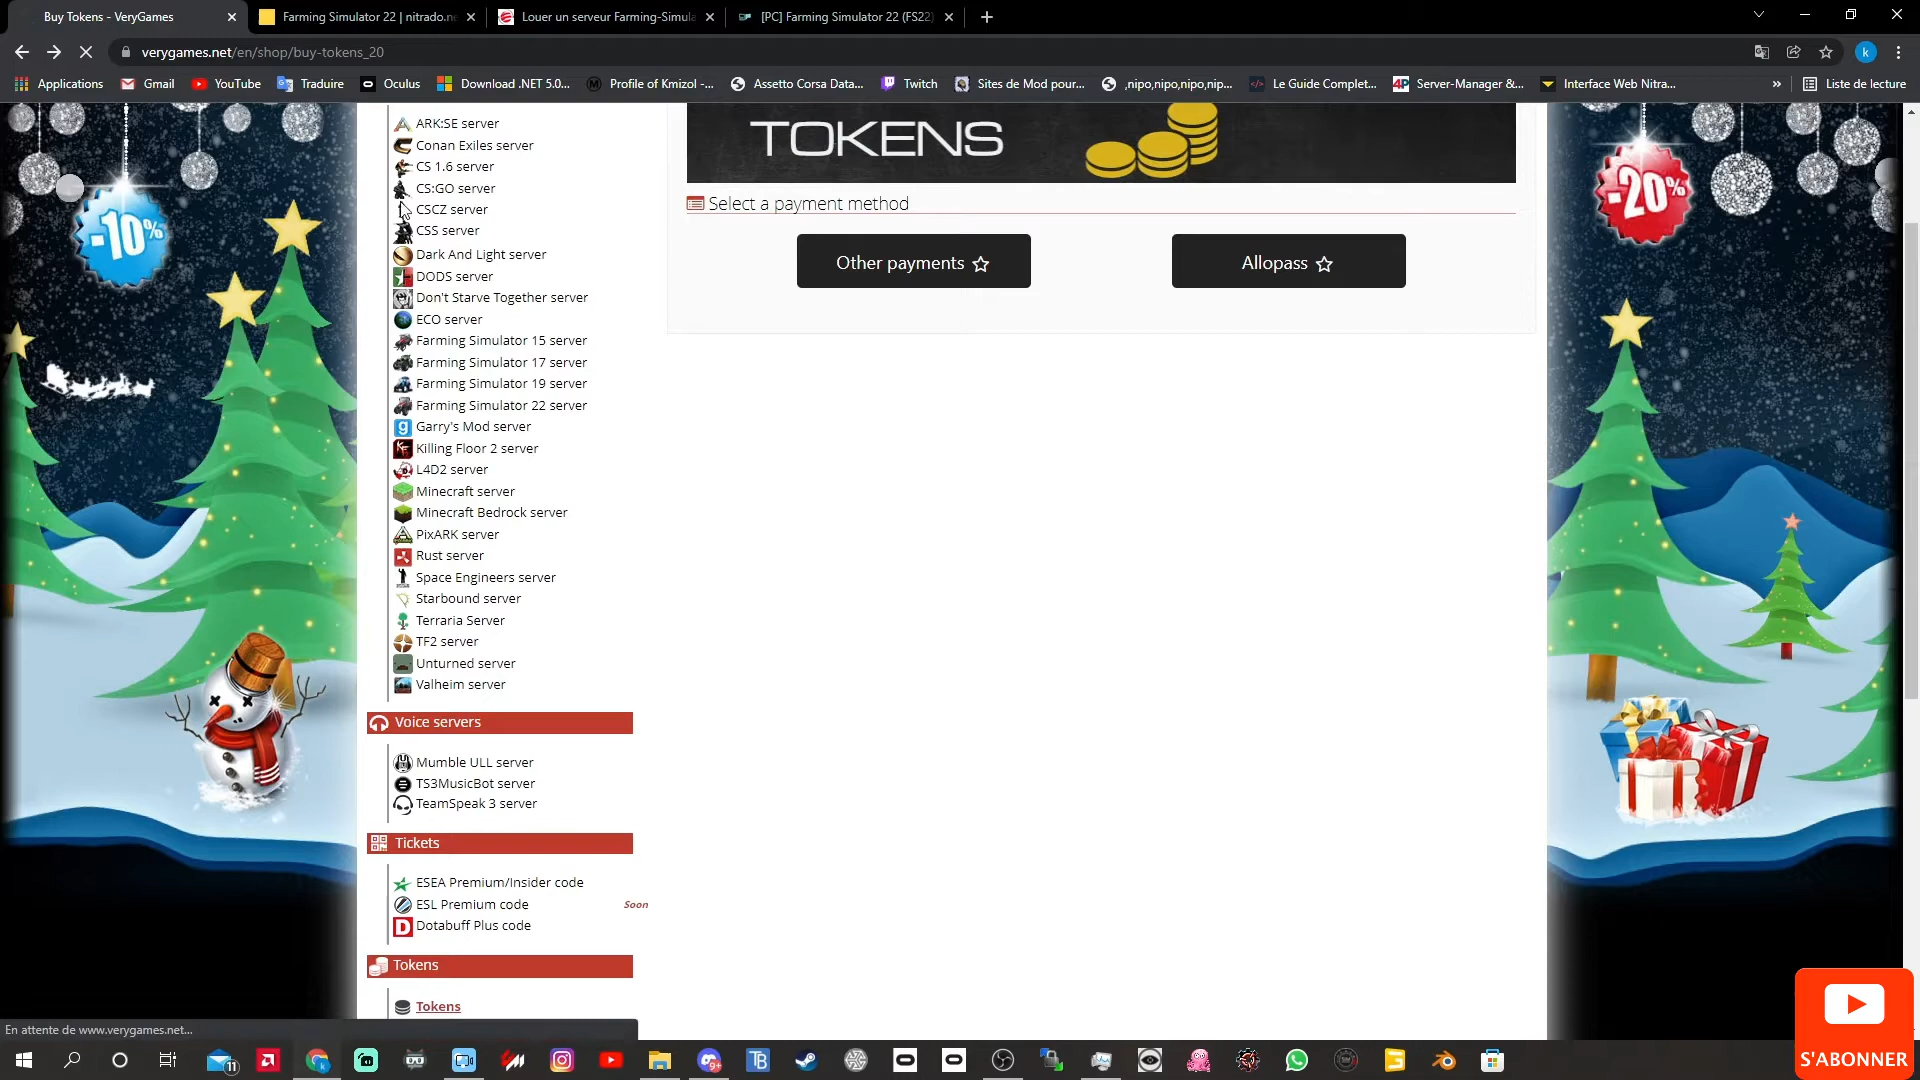 Buy Tokens - VeryGames
Farming Simulator 22 | nitrado.ne
Louer un serveur Farming-Simula
[PC] Farming Simulator 22 (FS22)
verygames.net/en/shop/buy-tokens_20
Applications
Gmail
YouTube
Traduire
Oculus
Download .NET 5.0...
Profile of Kmizol -...
Assetto Corsa Data...
Twitch
Sites de Mod pour...
,nipo,nipo,nipo,nip...
Le Guide Complet...
Server-Manager &...
Interface Web Nitra...
»
Liste de lecture
ARK:SE server
Conan Exiles server
CS 1.6 server
CS:GO server
CSCZ server
CSS server
Dark And Light server
DODS server
Don't Starve Together server
ECO server
Farming Simulator 15 server
Farming Simulator 17 server
Farming Simulator 19 server
Farming Simulator 22 server
Garry's Mod server
Killing Floor 2 server
L4D2 server
Minecraft server
Minecraft Bedrock server
PixARK server
Rust server
Space Engineers server
Starbound server
Terraria Server
TF2 server
Unturned server
Valheim server
Voice servers
Mumble ULL server
TS3MusicBot server
TeamSpeak 3 server
Tickets
ESEA Premium/Insider code
ESL Premium code
Soon
Dotabuff Plus code
Tokens
Tokens
TOKENS
Select a payment method
Other payments
Allopass
-10%
-20%
En attente de www.verygames.net...
S'ABONNER